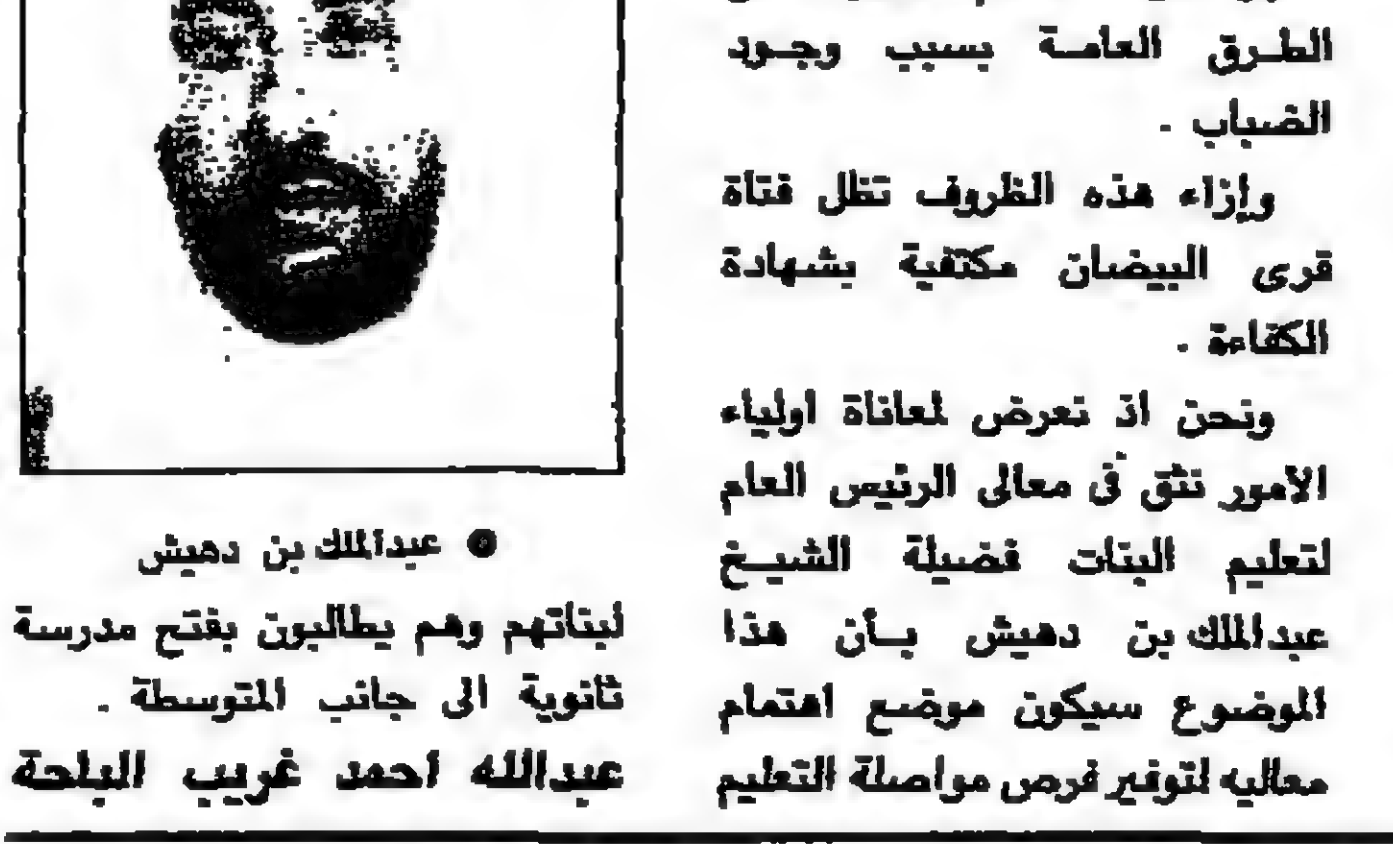 الطرق العامة بسبب وجود
الضباب .
وإزاء هذه الظروف تظل فتاة
قرى البيضان مكتفية بشهادة
الكفاءة .
ونحن اذ نعرض لمعاناة اولياء
الامور نثق في معالى الرئيس العام
لتعليم البنات فضيلة الشيخ
عبدالملك بن دهيش بأن هذا
الموضوع سيكون موضع اهتمام
معاليه لتوفير فرص مواصلة التعليم
● عبدالملك بن دهيش
لبناتهم وهم يطالبون بفتح مدرسة
ثانوية الى جانب المتوسطة .
عبدالله احمد غريب البلحة